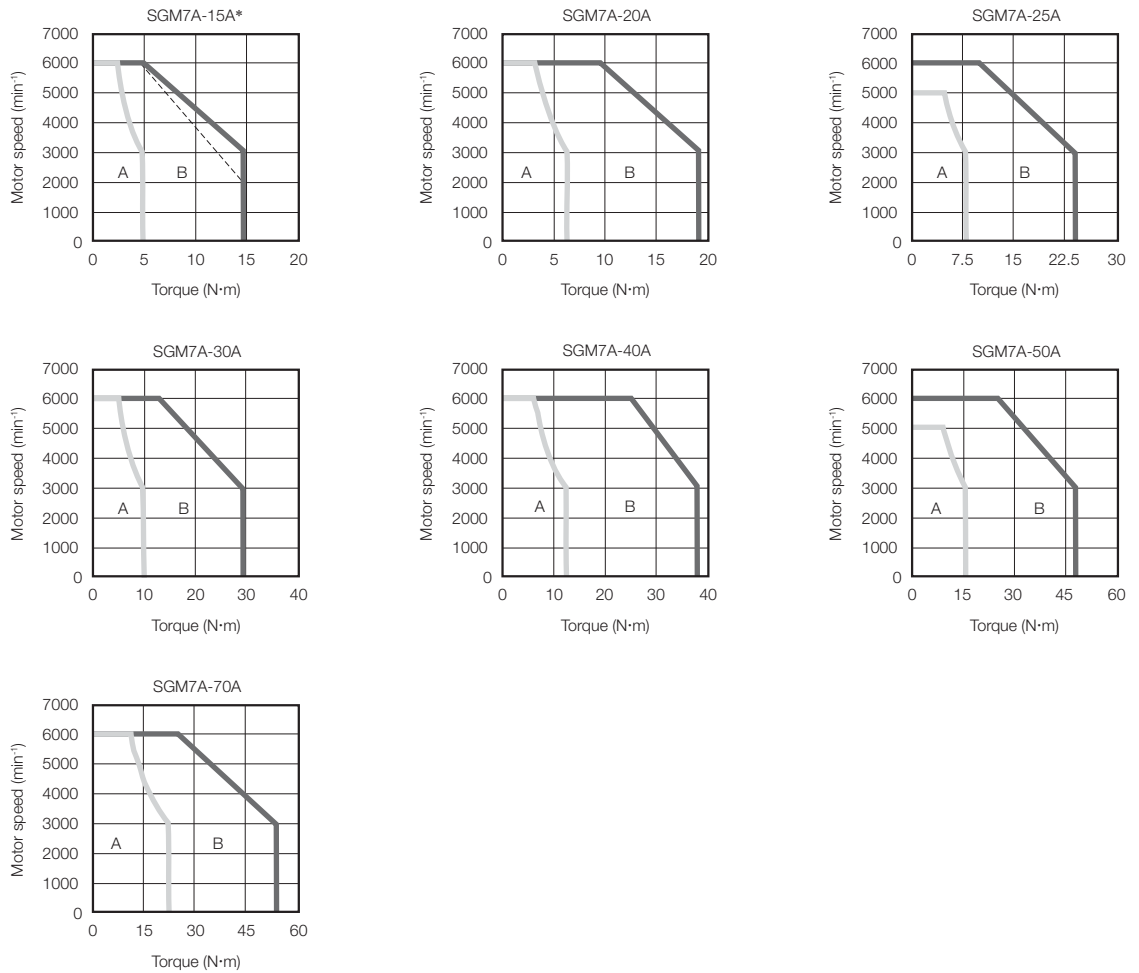 SGM7A-15A*
7000
6000
5000
4000
3000
2000
1000
0
Motor speed (min⁻¹)
A
B
0 5 10 15 20
Torque (N·m)
SGM7A-20A
7000
6000
5000
4000
3000
2000
1000
0
Motor speed (min⁻¹)
A
B
0 5 10 15 20
Torque (N·m)
SGM7A-25A
7000
6000
5000
4000
3000
2000
1000
0
Motor speed (min⁻¹)
A
B
0 7.5 15 22.5 30
Torque (N·m)
SGM7A-30A
7000
6000
5000
4000
3000
2000
1000
0
Motor speed (min⁻¹)
A
B
0 10 20 30 40
Torque (N·m)
SGM7A-40A
7000
6000
5000
4000
3000
2000
1000
0
Motor speed (min⁻¹)
A
B
0 10 20 30 40
Torque (N·m)
SGM7A-50A
7000
6000
5000
4000
3000
2000
1000
0
Motor speed (min⁻¹)
A
B
0 15 30 45 60
Torque (N·m)
SGM7A-70A
7000
6000
5000
4000
3000
2000
1000
0
Motor speed (min⁻¹)
A
B
0 15 30 45 60
Torque (N·m)